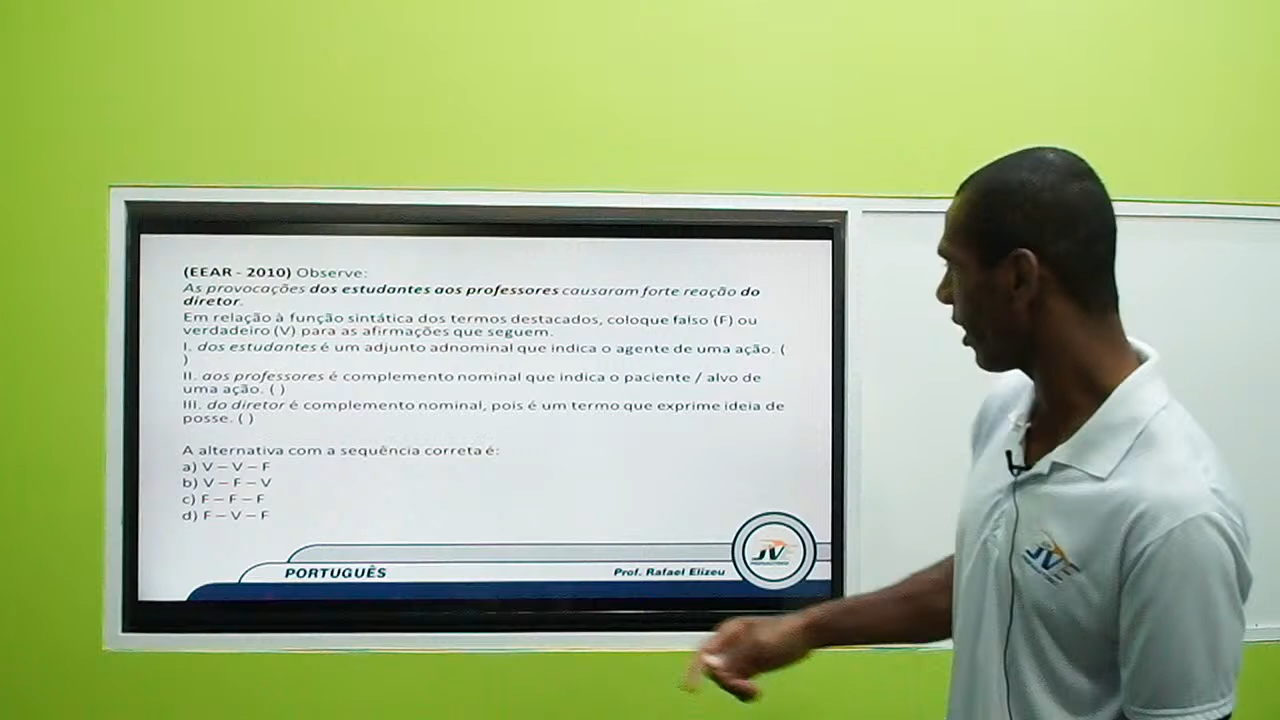 (EEAR - 2010) Observe:
As provocações dos estudantes aos professores causaram forte reação do
diretor.
Em relação à função sintática dos termos destacados, coloque falso (F) ou
verdadeiro (V) para as afirmações que seguem.
I. dos estudantes é um adjunto adnominal que indica o agente de uma ação. (
)
II. aos professores é complemento nominal que indica o paciente / alvo de
uma ação. ( )
III. do diretor é complemento nominal, pois é um termo que exprime ideia de
posse. ( )
A alternativa com a sequência correta é:
a) V – V – F
b) V – F – V
c) F – F – F
d) F – V – F
PORTUGUÊS
Prof. Rafael Elizeu
JVF
JVF